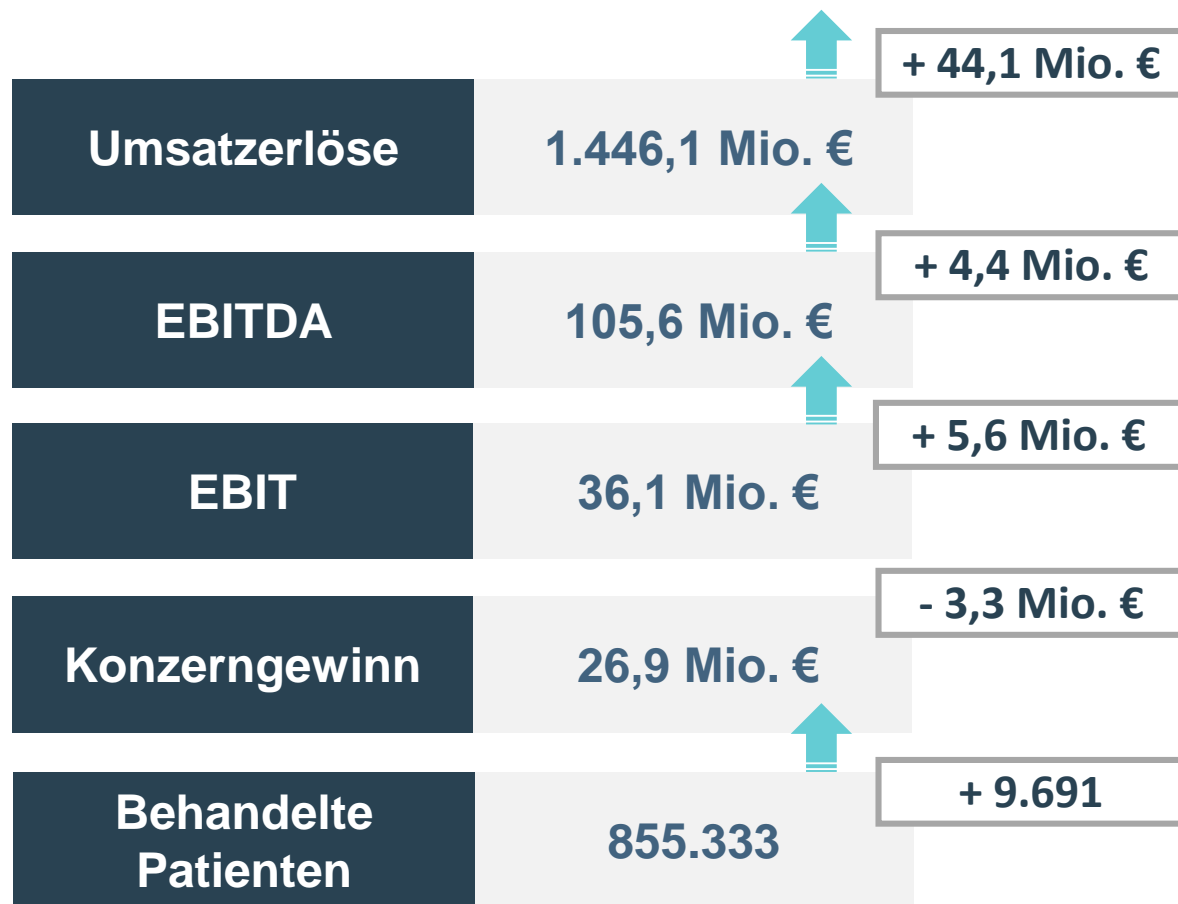 + 44,1 Mio. €
Umsatzerlöse
1.446,1 Mio. €
+ 4,4 Mio. €
EBITDA
105,6 Mio. €
+ 5,6 Mio. €
EBIT
36,1 Mio. €
- 3,3 Mio. €
Konzerngewinn
26,9 Mio. €
+ 9.691
Behandelte
Patienten
855.333